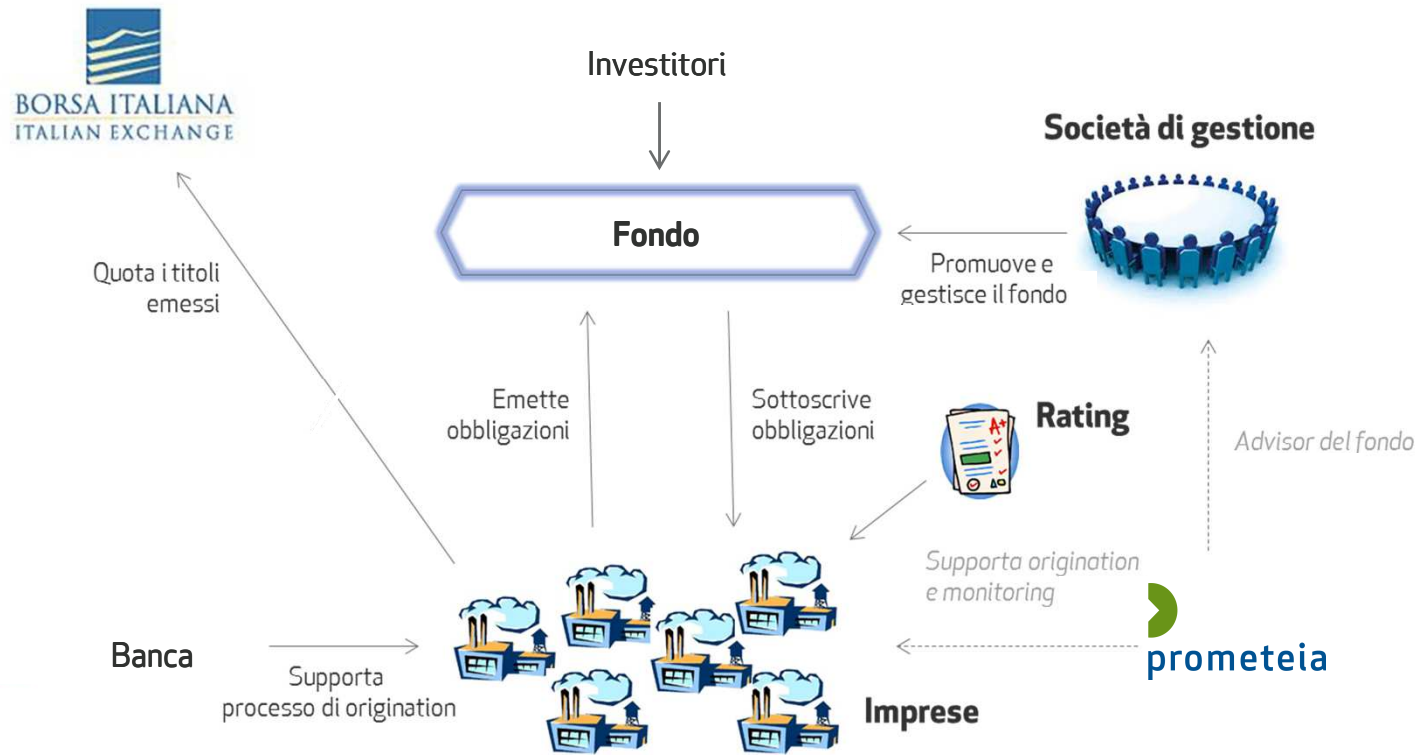 BORSA ITALIANA
ITALIAN EXCHANGE
Investitori
Società di gestione
Fondo
Promuove e
gestisce il fondo
Quota i titoli
emessi
Emette
obbligazioni
Sottoscrive
obbligazioni
A+
Rating
Advisor del fondo
Supporta origination
e monitoring
prometeia
Banca
Supporta
processo di origination
Imprese